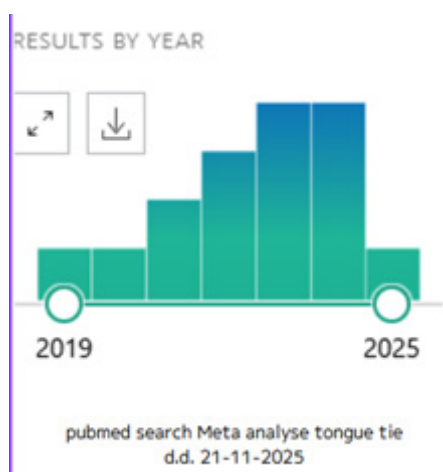 RESULTS BY YEAR
2019
2025
pubmed search Meta analyse tongue tie
d.d. 21-11-2025